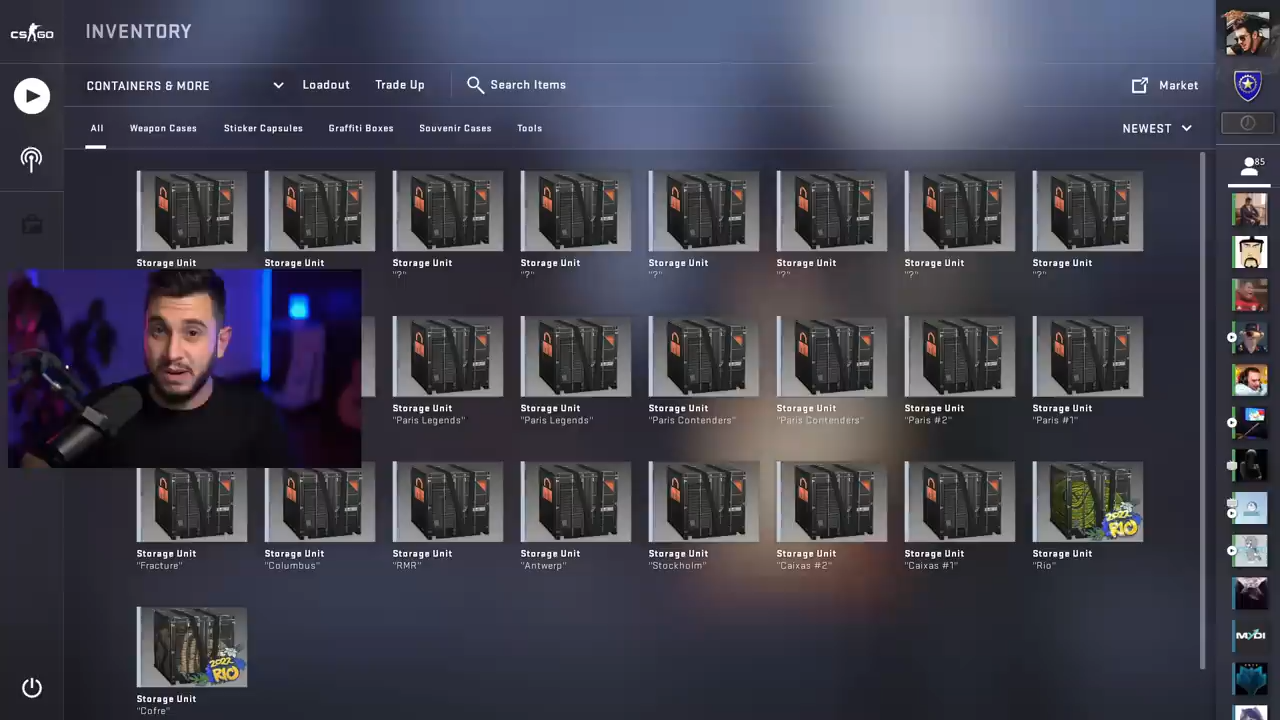 CS GO
INVENTORY
CONTAINERS & MORE
Loadout
Trade Up
Search Items
Market
All
Weapon Cases
Sticker Capsules
Graffiti Boxes
Souvenir Cases
Tools
NEWEST
85
Storage Unit
Storage Unit
Storage Unit
"?"
Storage Unit
"?"
Storage Unit
"?"
Storage Unit
"?"
Storage Unit
"?"
Storage Unit
"?"
Storage Unit
"Paris Legends"
Storage Unit
"Paris Legends"
Storage Unit
"Paris Contenders"
Storage Unit
"Paris Contenders"
Storage Unit
"Paris #2"
Storage Unit
"Paris #1"
Storage Unit
"Fracture"
Storage Unit
"Columbus"
Storage Unit
"RMR"
Storage Unit
"Antwerp"
Storage Unit
"Stockholm"
Storage Unit
"Caixas #2"
Storage Unit
"Caixas #1"
RIO
Storage Unit
"Rio"
2022
RIO
Storage Unit
"Cofre"